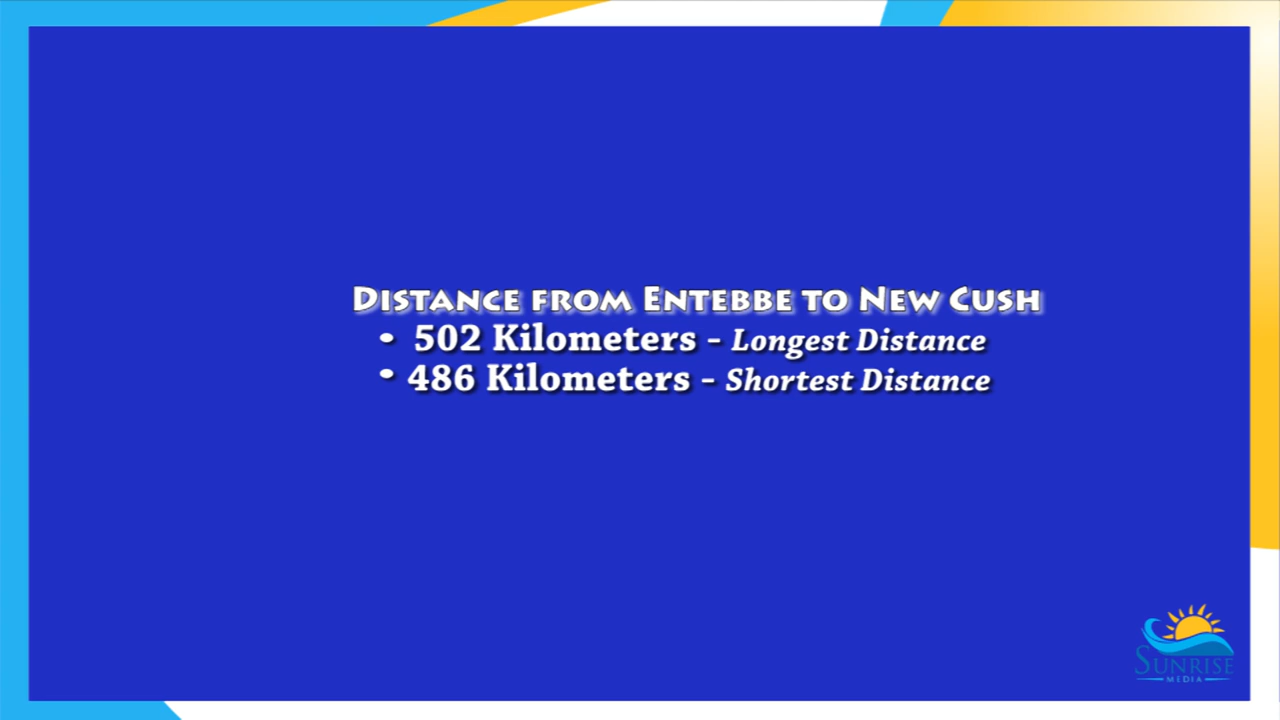 Distance from Entebbe to New Cush
• 502 Kilometers - Longest Distance
• 486 Kilometers - Shortest Distance
Sunrise
MEDIA